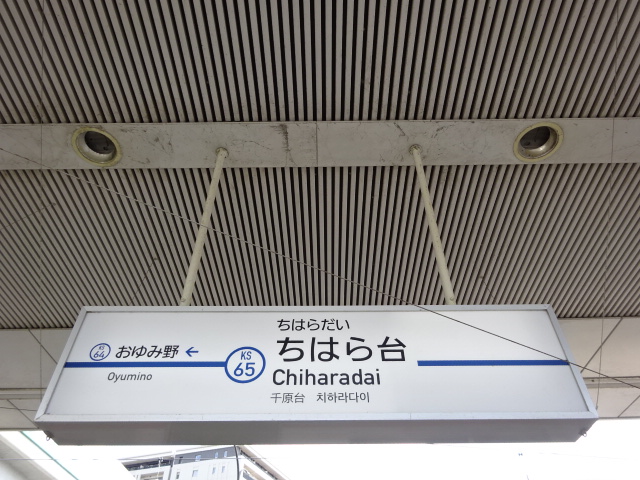 KS
64
おゆみ野 ←
Oyumino
KS
65
ちはらだい
ちはら台
Chiharadai
千原台 치하라다이